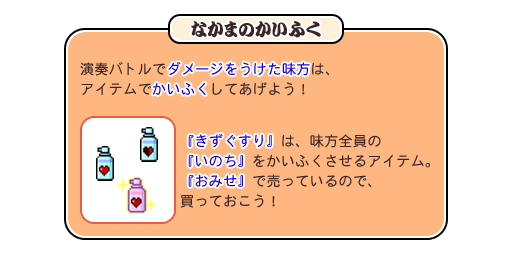 なかまのかいふく
演奏バトルでダメージをうけた味方は、
アイテムでかいふくしてあげよう！
『きずぐすり』は、味方全員の
『いのち』をかいふくさせるアイテム。
『おみせ』で売っているので、
買っておこう！